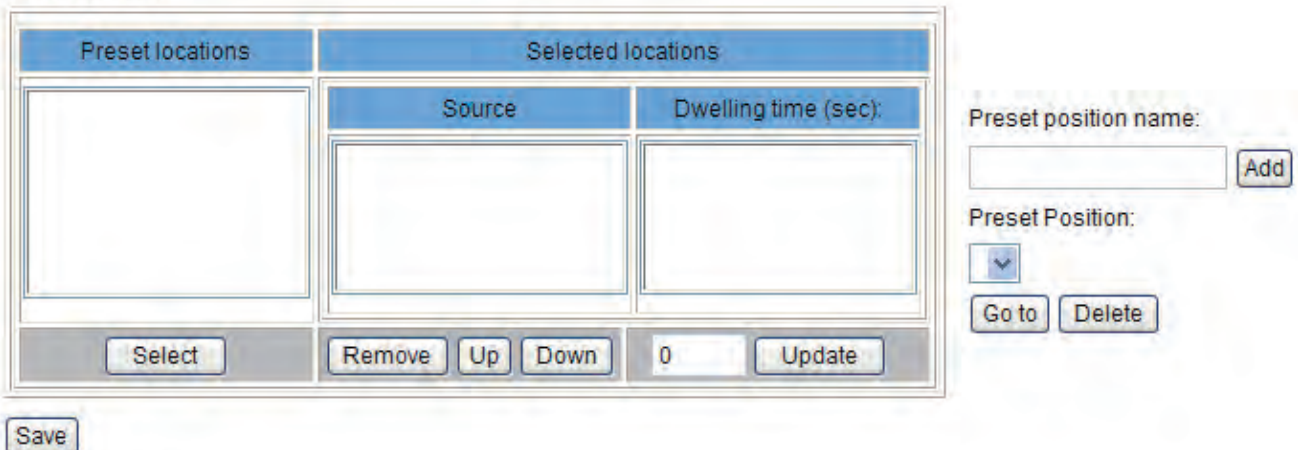 Preset locations Selected locations
Source Dwelling time (sec):
Preset position name:
Add
Preset Position:
Go to Delete
Select Remove Up Down 0 Update
Save